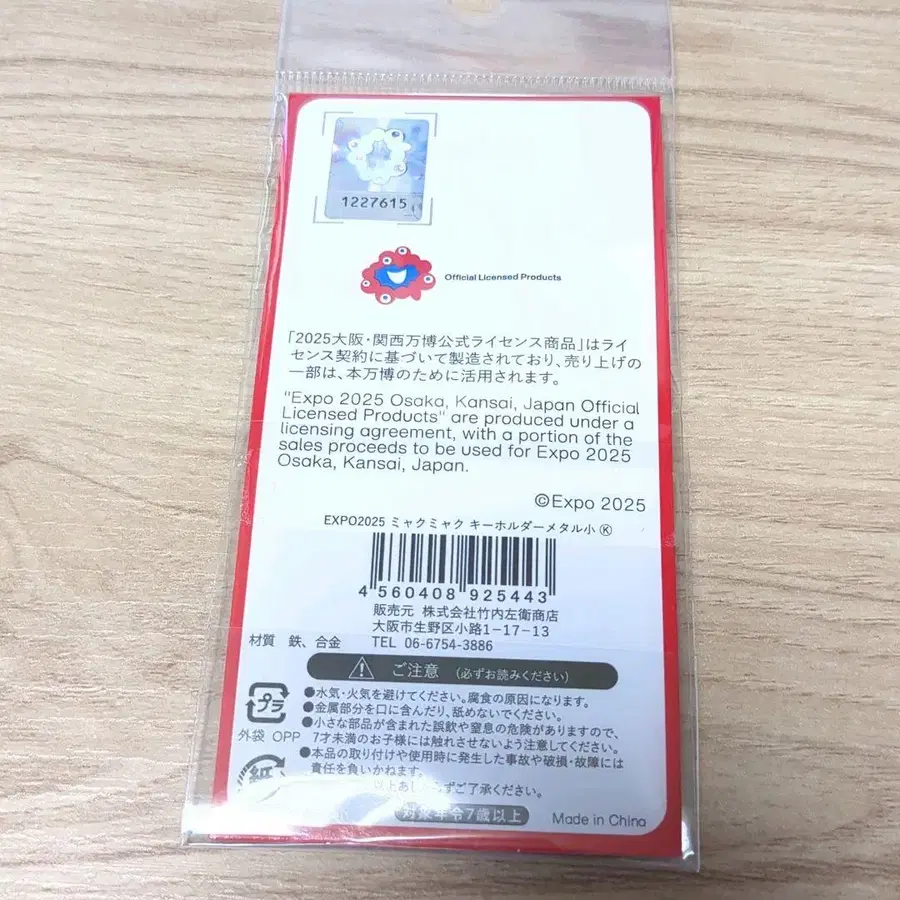 1227615
Official Licensed Products
「2025大阪・関西万博公式ライセンス商品」はライ
センス契約に基づいて製造されており、売り上げの
一部は、本万博のために活用されます。
"Expo 2025 Osaka, Kansai, Japan Official
Licensed Products" are produced under a
licensing agreement, with a portion of the
sales proceeds to be used for Expo 2025
Osaka, Kansai, Japan.
©Expo 2025
EXPO2025 ミャクミャク キーホルダーメタル小 Ⓚ
4 560408 925443
販売元 株式会社竹内左衛商店
大阪市生野区小路1-17-13
材質 鉄、合金
TEL 06-6754-3886
ご注意 (必ずお読みください)
●水気・火気を避けてください。腐食の原因になります。
●金属部分を口に含んだり、舐めないでください。
●小さな部品が含まれた誤飲や窒息の危険がありますので、
7才未満のお子様には触れさせないよう注意してください。
●本品の取り付けや使用時に発生した事故や破損・故障には
責任を負いかねます。
プラ
外袋 OPP
紙
ずご了承ください。
対象年令7歳以上
Made in China